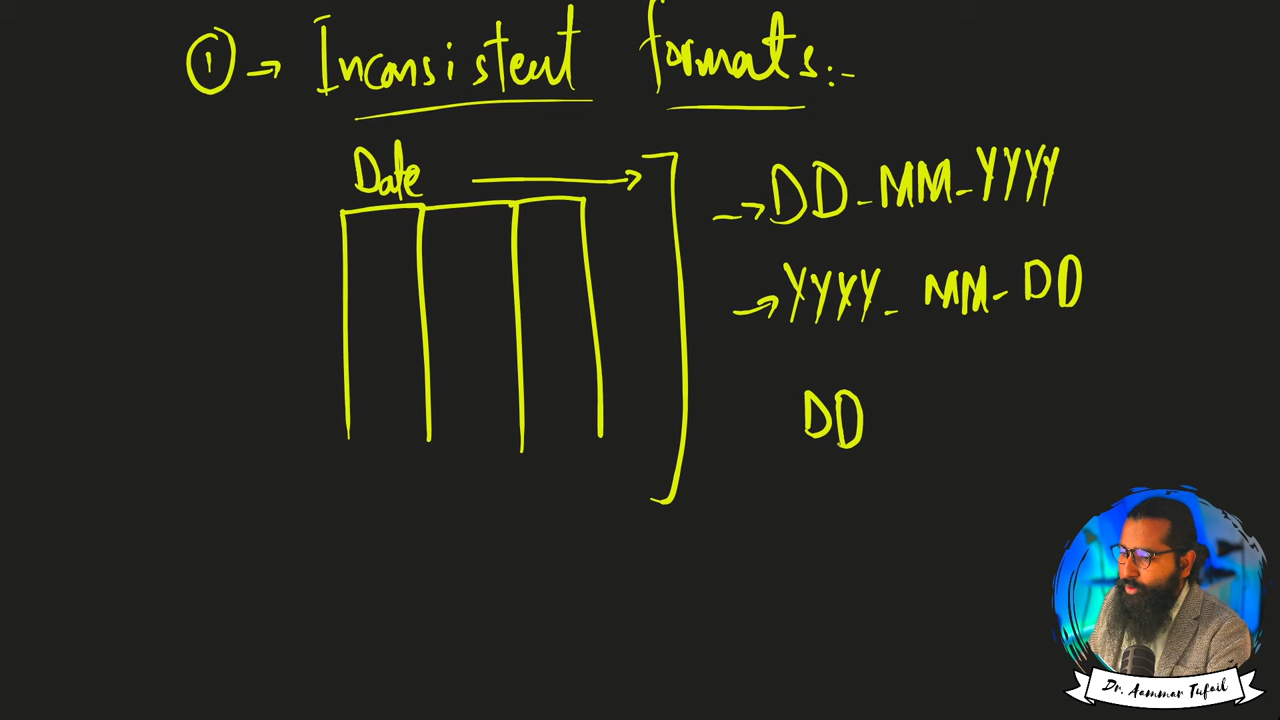 ① → Inconsistent formats:-
Date →
→ DD-MM-YYYY
→ YYYY-MM-DD
DD
Dr. Aammar Tufail